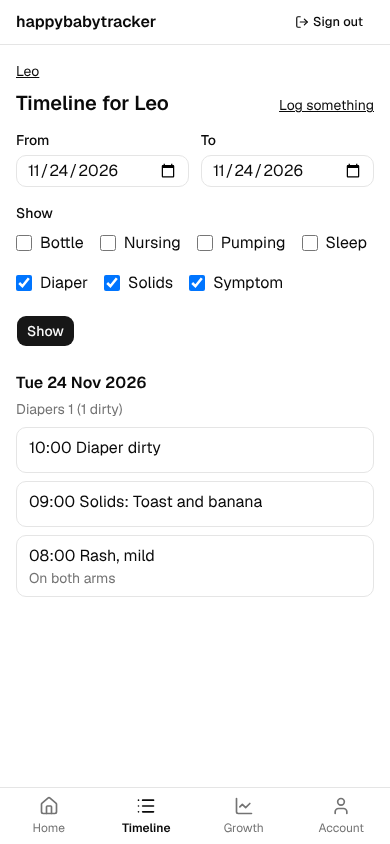 happybabytracker
Sign out
Leo
Timeline for Leo
Log something
From
To
11/24/2026
11/24/2026
Show
Bottle
Nursing
Pumping
Sleep
Diaper
Solids
Symptom
Show
Tue 24 Nov 2026
Diapers 1 (1 dirty)
10:00 Diaper dirty
09:00 Solids: Toast and banana
08:00 Rash, mild
On both arms
Home
Timeline
Growth
Account